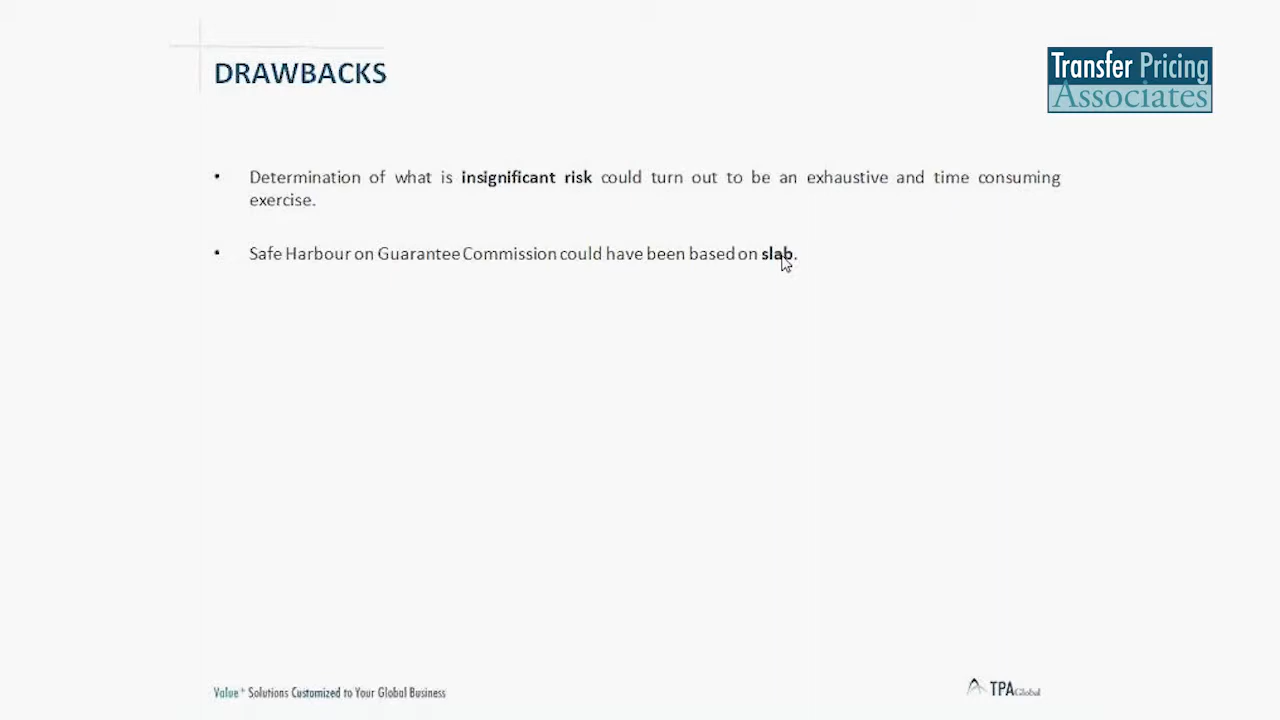 DRAWBACKS
Transfer Pricing
Associates
• Determination of what is insignificant risk could turn out to be an exhaustive and time consuming
exercise.
• Safe Harbour on Guarantee Commission could have been based on slab.
Value+ Solutions Customized to Your Global Business
TPA Global